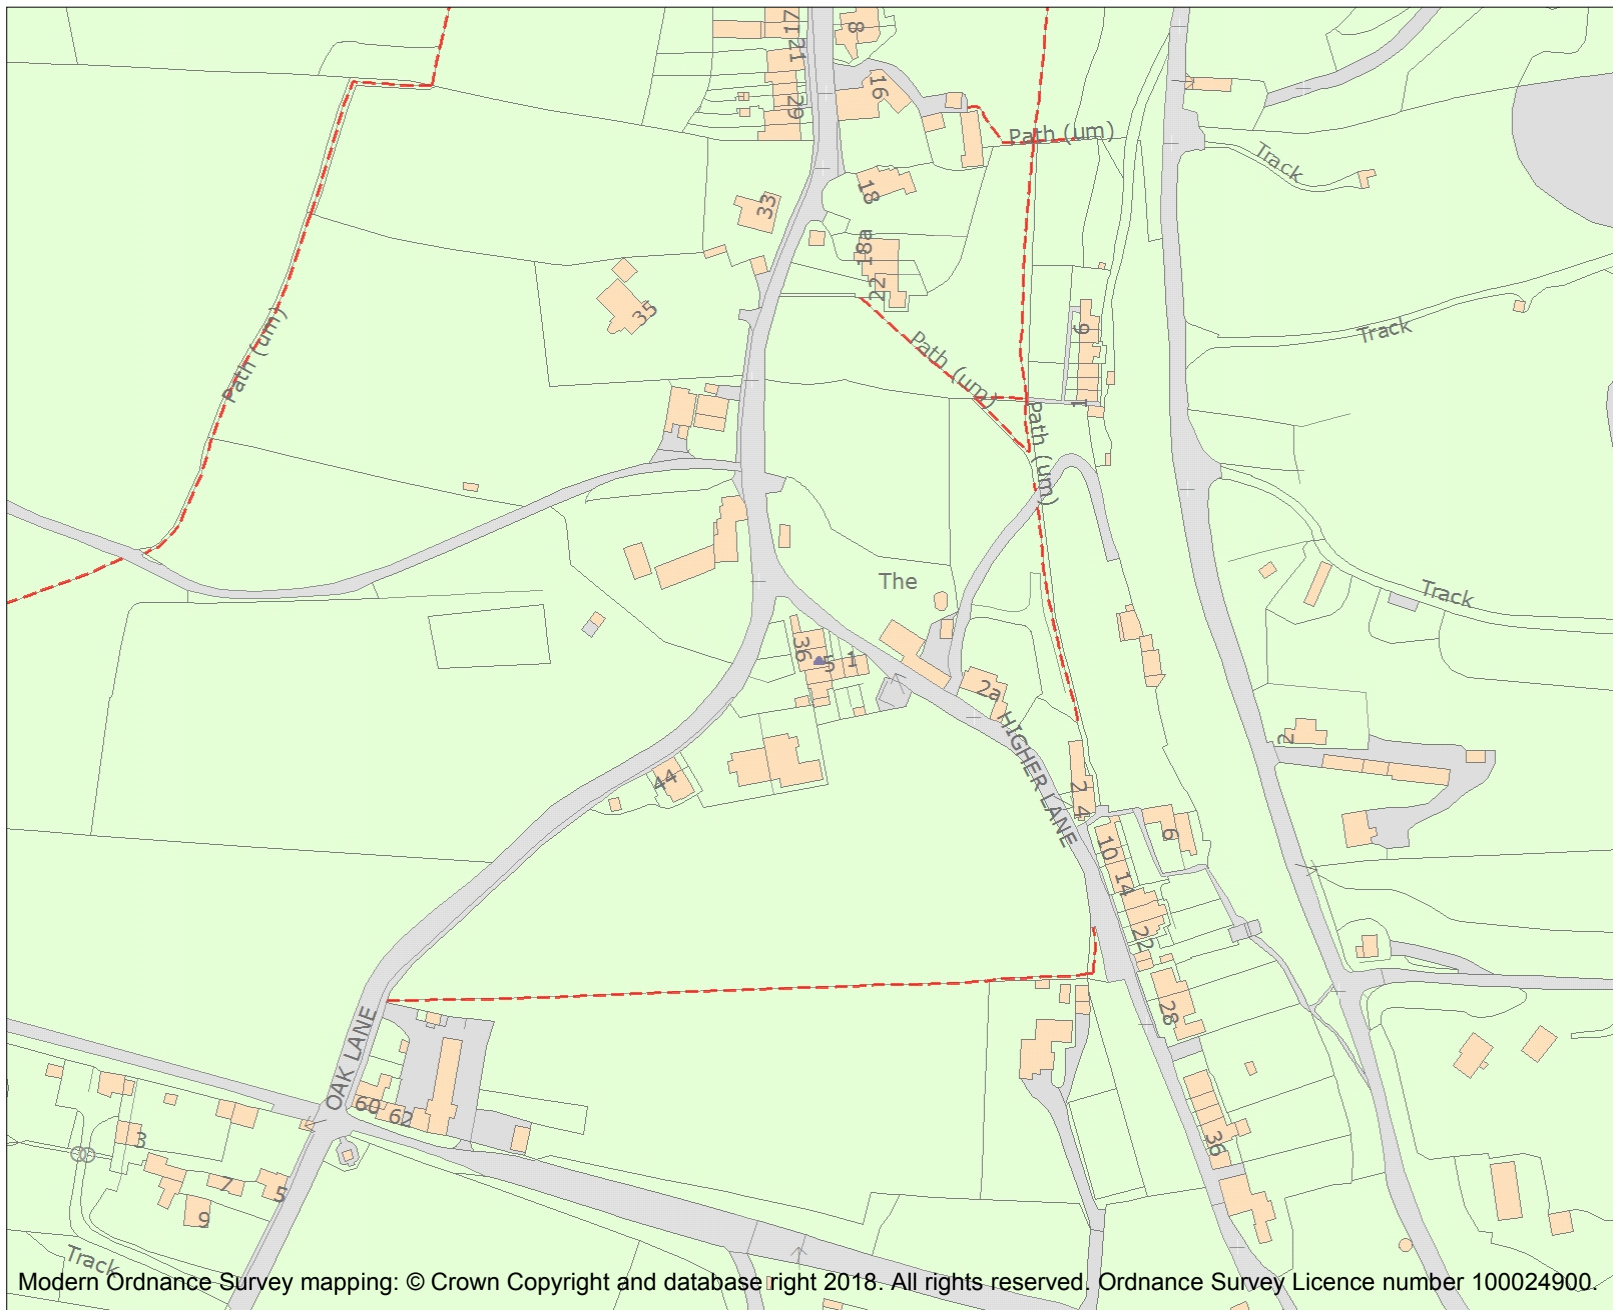 17
21
29
8
16
Path (um)
Track
18
33
18a
22
35
Path (um)
Path (um)
6
1
Track
Path (um)
The
Track
36
5
1
2a
HIGHER LANE
2
44
2
4
6
10
14
22
28
OAK LANE
60
62
3
7
5
9
36
Track
Modern Ordnance Survey mapping: © Crown Copyright and database right 2018. All rights reserved. Ordnance Survey Licence number 100024900.